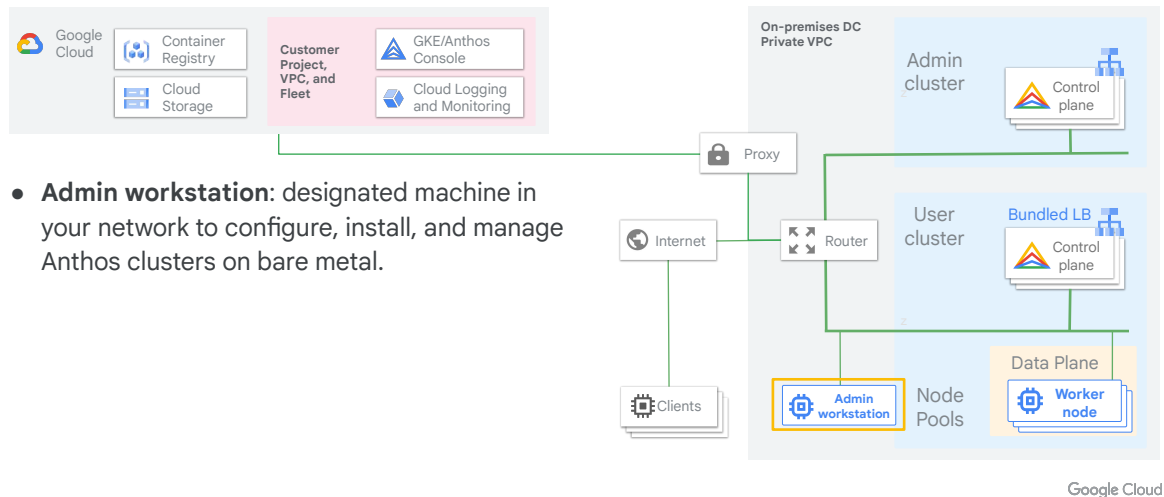 Google
Cloud
Container
Registry
Cloud
Storage
Customer
Project,
VPC, and
Fleet
GKE/Anthos
Console
Cloud Logging
and Monitoring
On-premises DC
Private VPC
Admin
cluster
z
Control
plane
Proxy
● Admin workstation: designated machine in
your network to configure, install, and manage
Anthos clusters on bare metal.
User
cluster
Bundled LB
Control
plane
Internet
Router
z
Data Plane
Clients
Admin
workstation
Node
Pools
Worker
node
Google Cloud